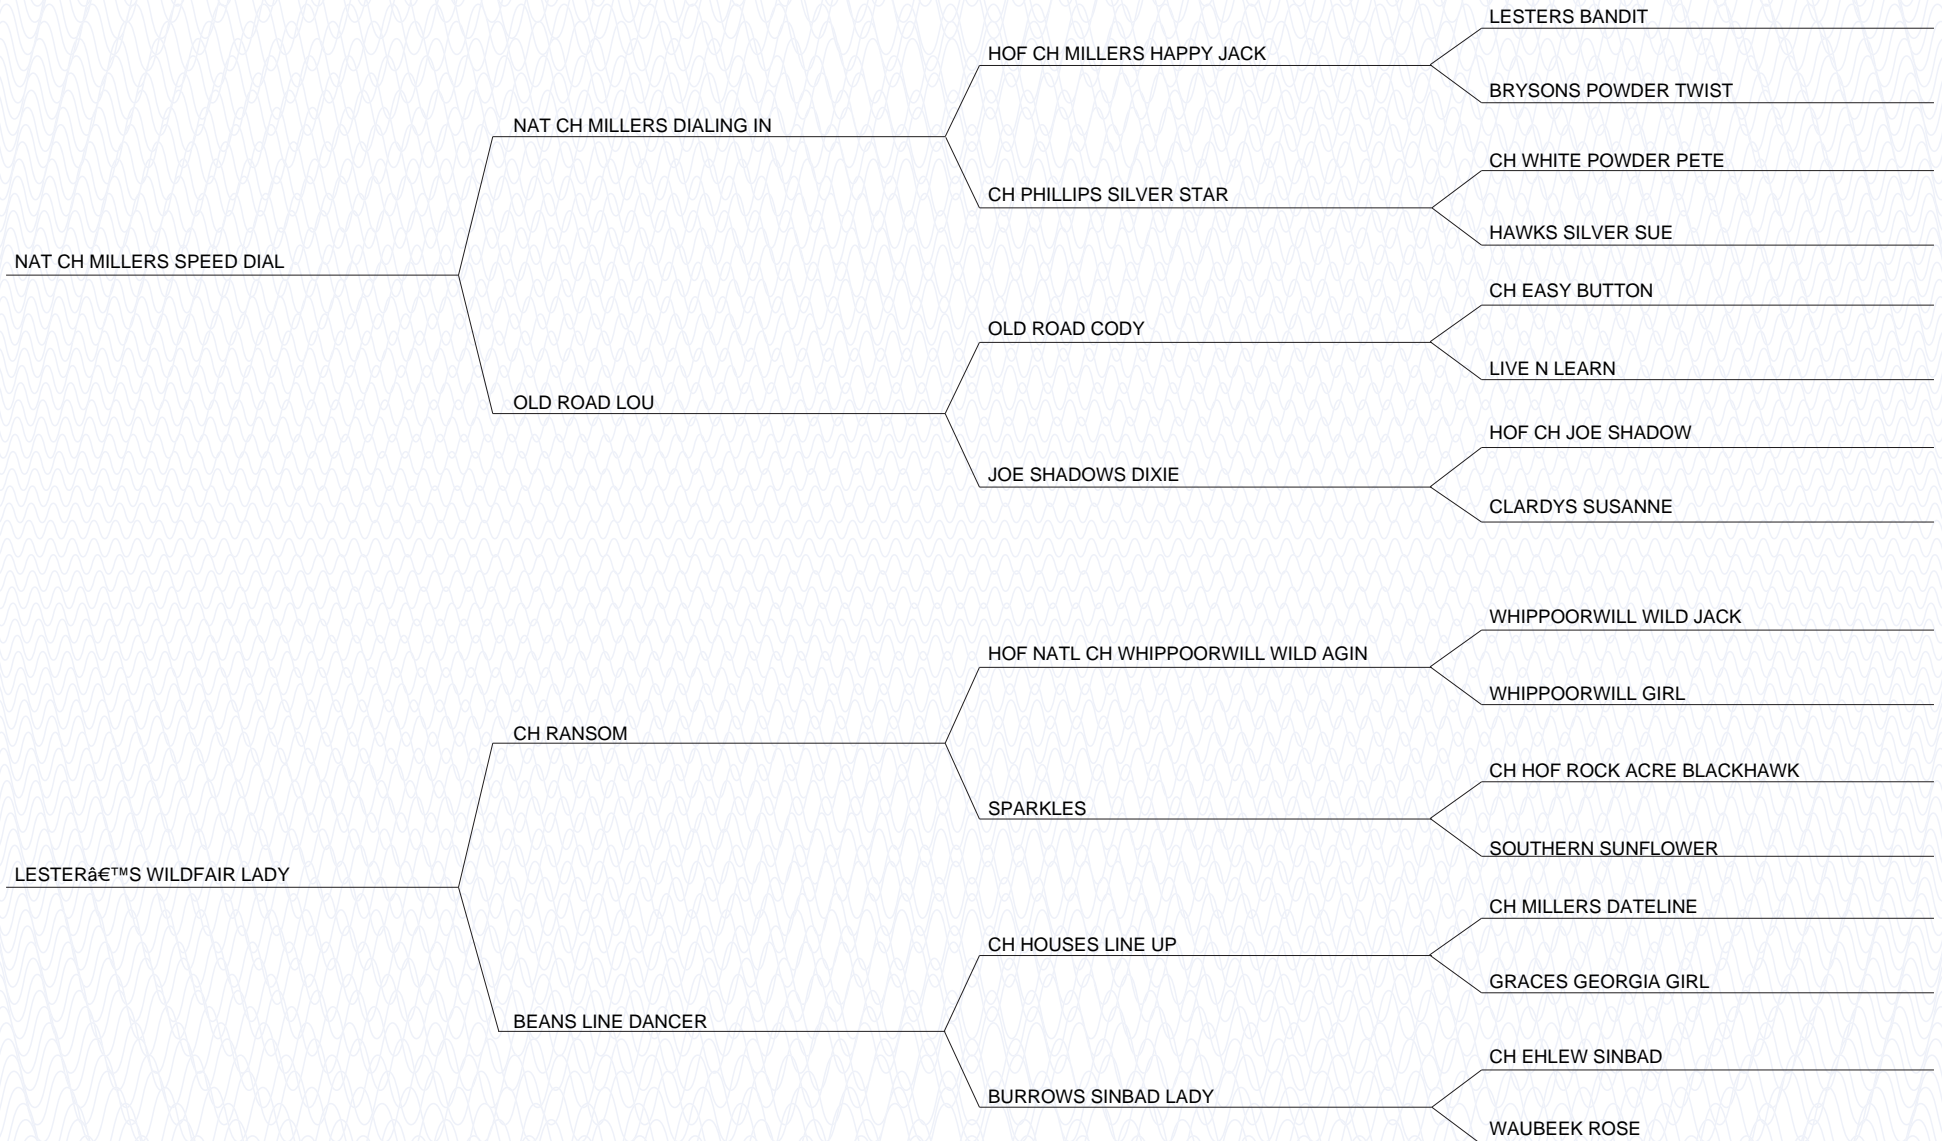 LESTERS BANDIT
HOF CH MILLERS HAPPY JACK
BRYSONS POWDER TWIST
NAT CH MILLERS DIALING IN
CH WHITE POWDER PETE
CH PHILLIPS SILVER STAR
HAWKS SILVER SUE
NAT CH MILLERS SPEED DIAL
CH EASY BUTTON
OLD ROAD CODY
LIVE N LEARN
OLD ROAD LOU
HOF CH JOE SHADOW
JOE SHADOWS DIXIE
CLARDYS SUSANNE
WHIPPOORWILL WILD JACK
HOF NATL CH WHIPPOORWILL WILD AGIN
WHIPPOORWILL GIRL
CH RANSOM
CH HOF ROCK ACRE BLACKHAWK
SPARKLES
SOUTHERN SUNFLOWER
LESTERâ€™S WILDFAIR LADY
CH MILLERS DATELINE
CH HOUSES LINE UP
GRACES GEORGIA GIRL
BEANS LINE DANCER
CH EHLEW SINBAD
BURROWS SINBAD LADY
WAUBEEK ROSE